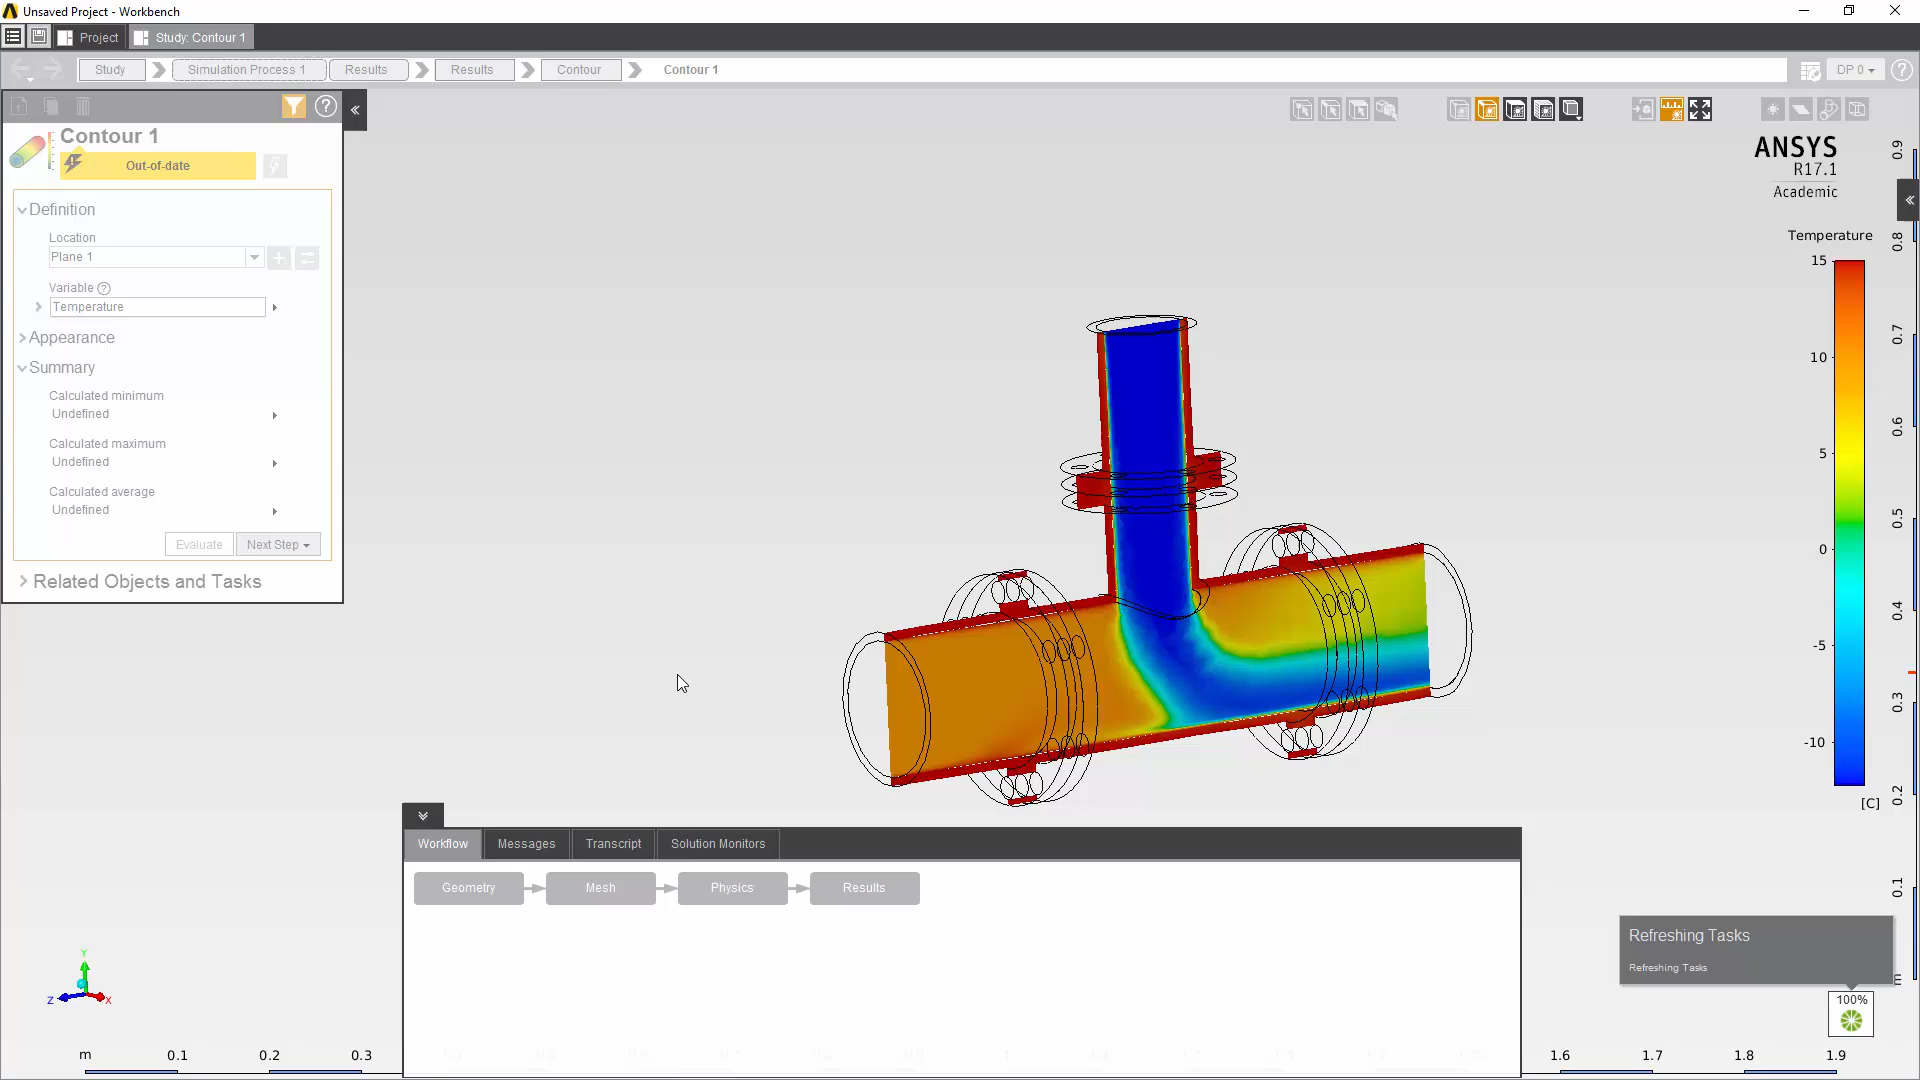 Unsaved Project - Workbench
Project
Study: Contour 1
Study
Simulation Process 1
Results
Results
Contour
Contour 1
DP 0
Contour 1
Out-of-date
Definition
Location
Plane 1
Variable
Temperature
Appearance
Summary
Calculated minimum
Undefined
Calculated maximum
Undefined
Calculated average
Undefined
Evaluate
Next Step
Related Objects and Tasks
ANSYS
R17.1
Academic
Temperature
15
10
5
0
-5
-10
[C]
0.9
0.8
0.7
0.6
0.5
0.4
0.3
0.2
0.1
m
Workflow
Messages
Transcript
Solution Monitors
Geometry
Mesh
Physics
Results
Refreshing Tasks
Refreshing Tasks
100%
Y
Z
X
m
0.1
0.2
0.3
1.6
1.7
1.8
1.9